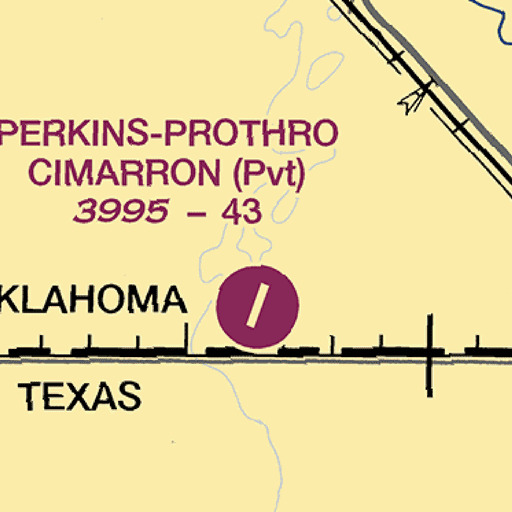 PERKINS-PROTHRO
CIMARRON (Pvt)
3995 – 43
KLAHOMA
TEXAS